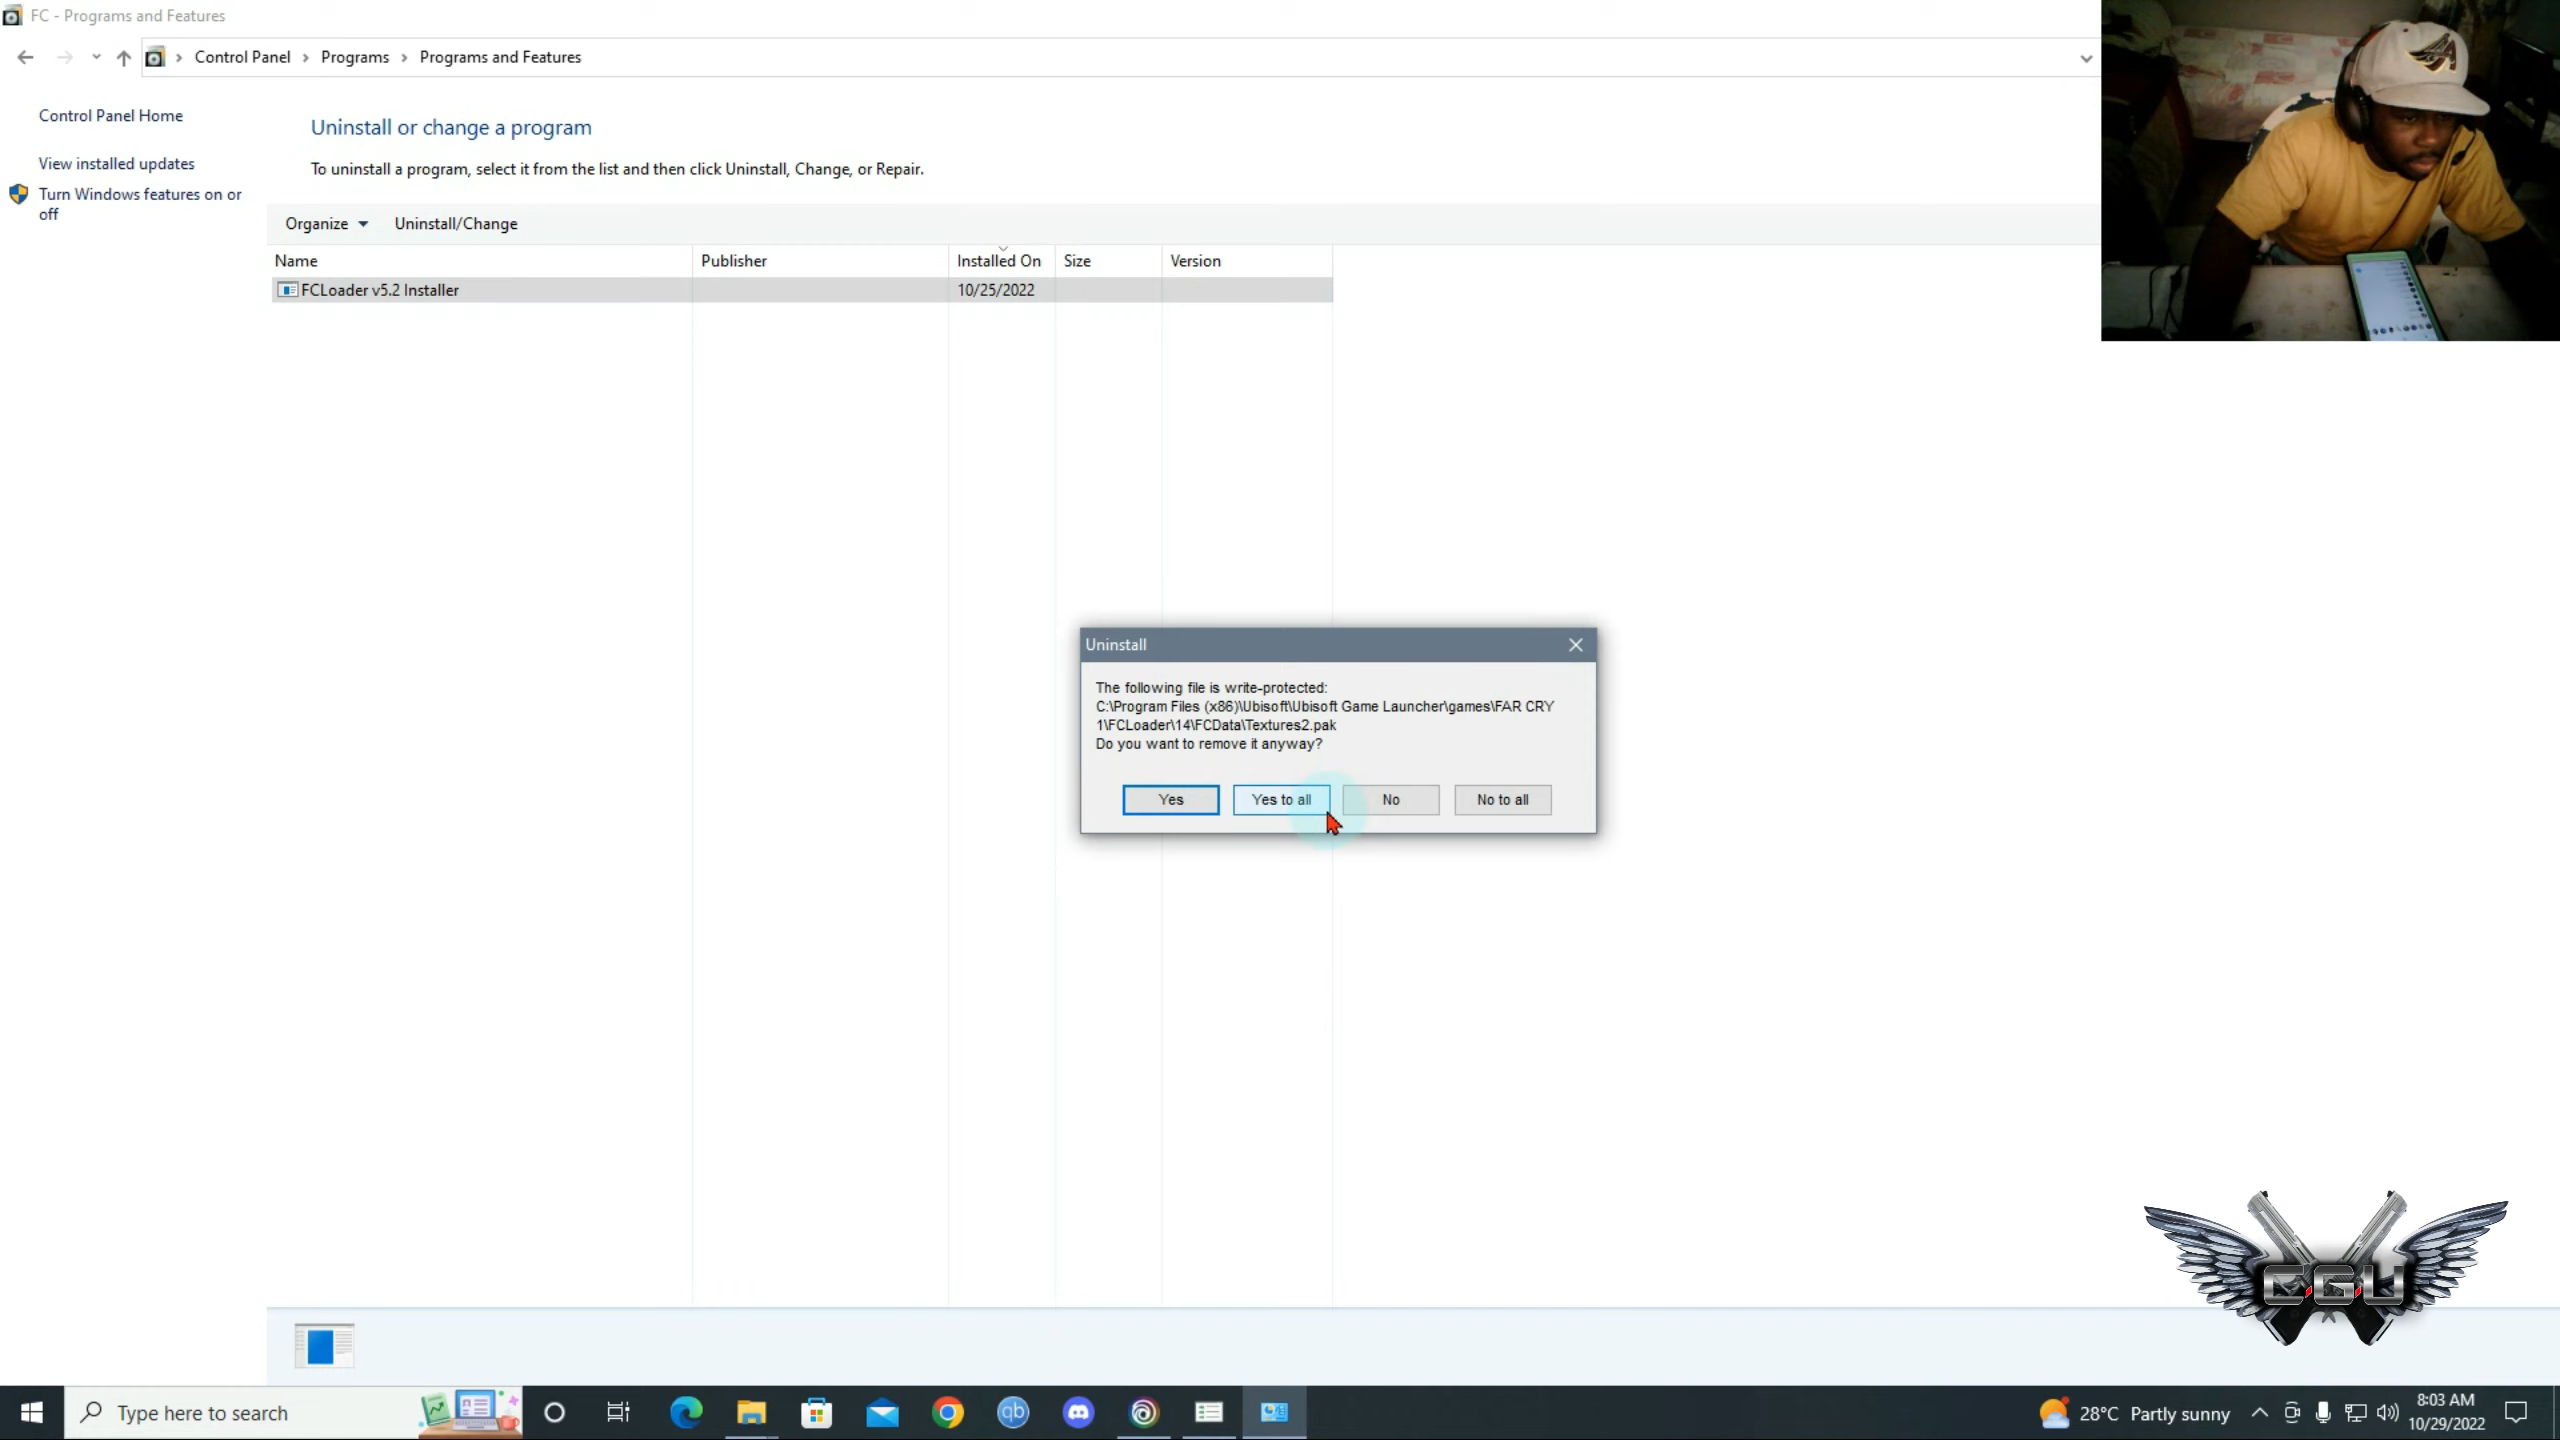 FC - Programs and Features
Control Panel > Programs > Programs and Features
Control Panel Home
View installed updates
Turn Windows features on or
off
Uninstall or change a program
To uninstall a program, select it from the list and then click Uninstall, Change, or Repair.
Organize Uninstall/Change
Name Publisher Installed On Size Version
FCLoader v5.2 Installer 10/25/2022
Uninstall
The following file is write-protected:
C:\Program Files (x86)\Ubisoft\Ubisoft Game Launcher\games\FAR CRY
1\FCLoader\14\FCData\Textures2.pak
Do you want to remove it anyway?
Yes Yes to all No No to all
C.G.U
Type here to search
qb
28°C Partly sunny
8:03 AM
10/29/2022